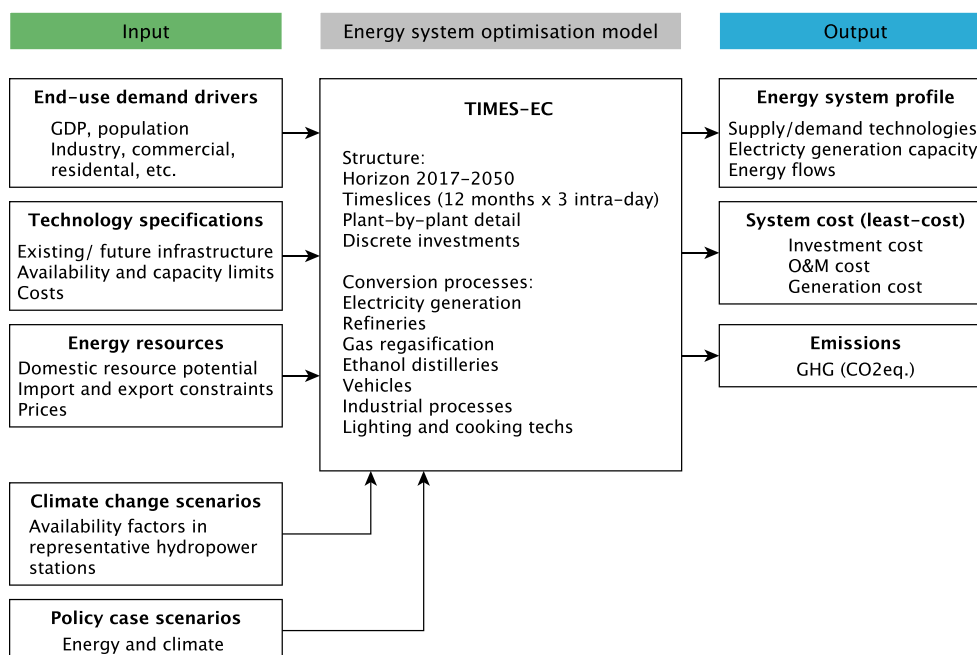 Input
Energy system optimisation model
Output
End-use demand drivers
GDP, population
Industry, commercial,
residental, etc.
Technology specifications
Existing/ future infrastructure
Availability and capacity limits
Costs
Energy resources
Domestic resource potential
Import and export constraints
Prices
Climate change scenarios
Availability factors in
representative hydropower
stations
Policy case scenarios
Energy and climate
TIMES-EC
Structure:
Horizon 2017-2050
Timeslices (12 months x 3 intra-day)
Plant-by-plant detail
Discrete investments
Conversion processes:
Electricity generation
Refineries
Gas regasification
Ethanol distilleries
Vehicles
Industrial processes
Lighting and cooking techs
Energy system profile
Supply/demand technologies
Electricty generation capacity
Energy flows
System cost (least-cost)
Investment cost
O&M cost
Generation cost
Emissions
GHG (CO2eq.)